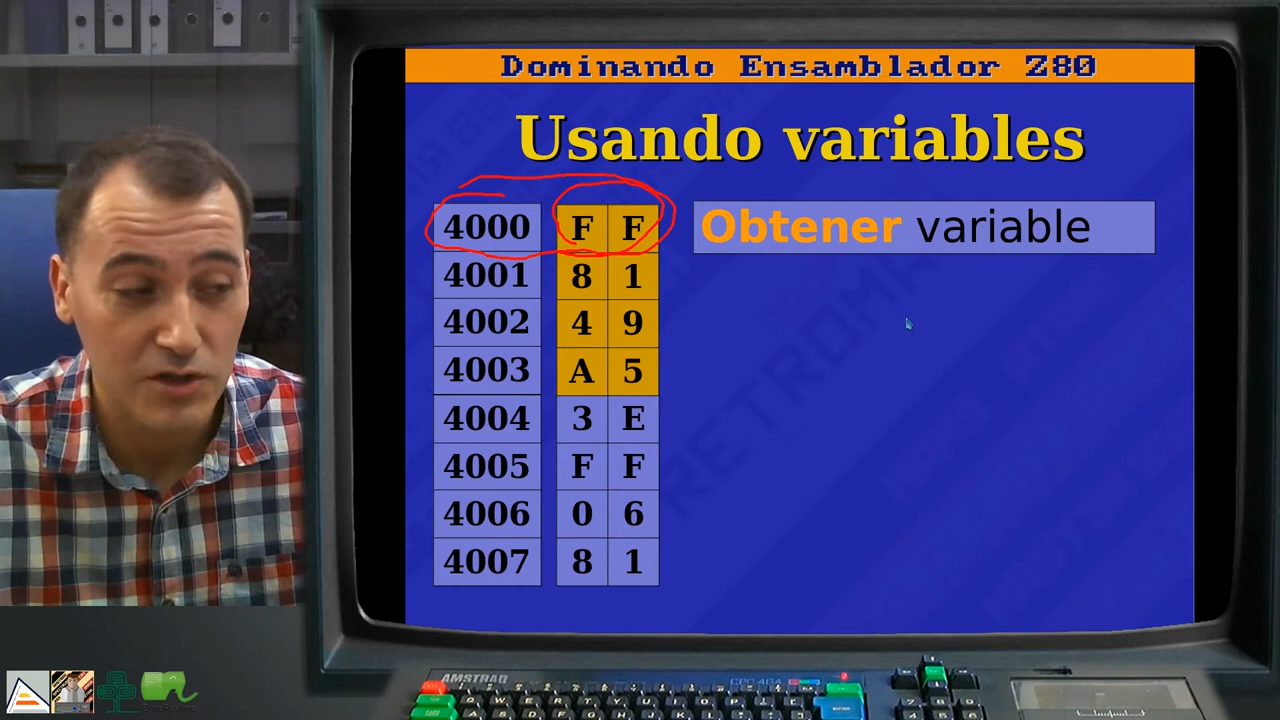 Dominando Ensamblador Z80
Usando variables
4000 F F
Obtener variable
4001 8 1
4002 4 9
4003 A 5
4004 3 E
4005 F F
4006 0 6
4007 8 1
AMSTRAD